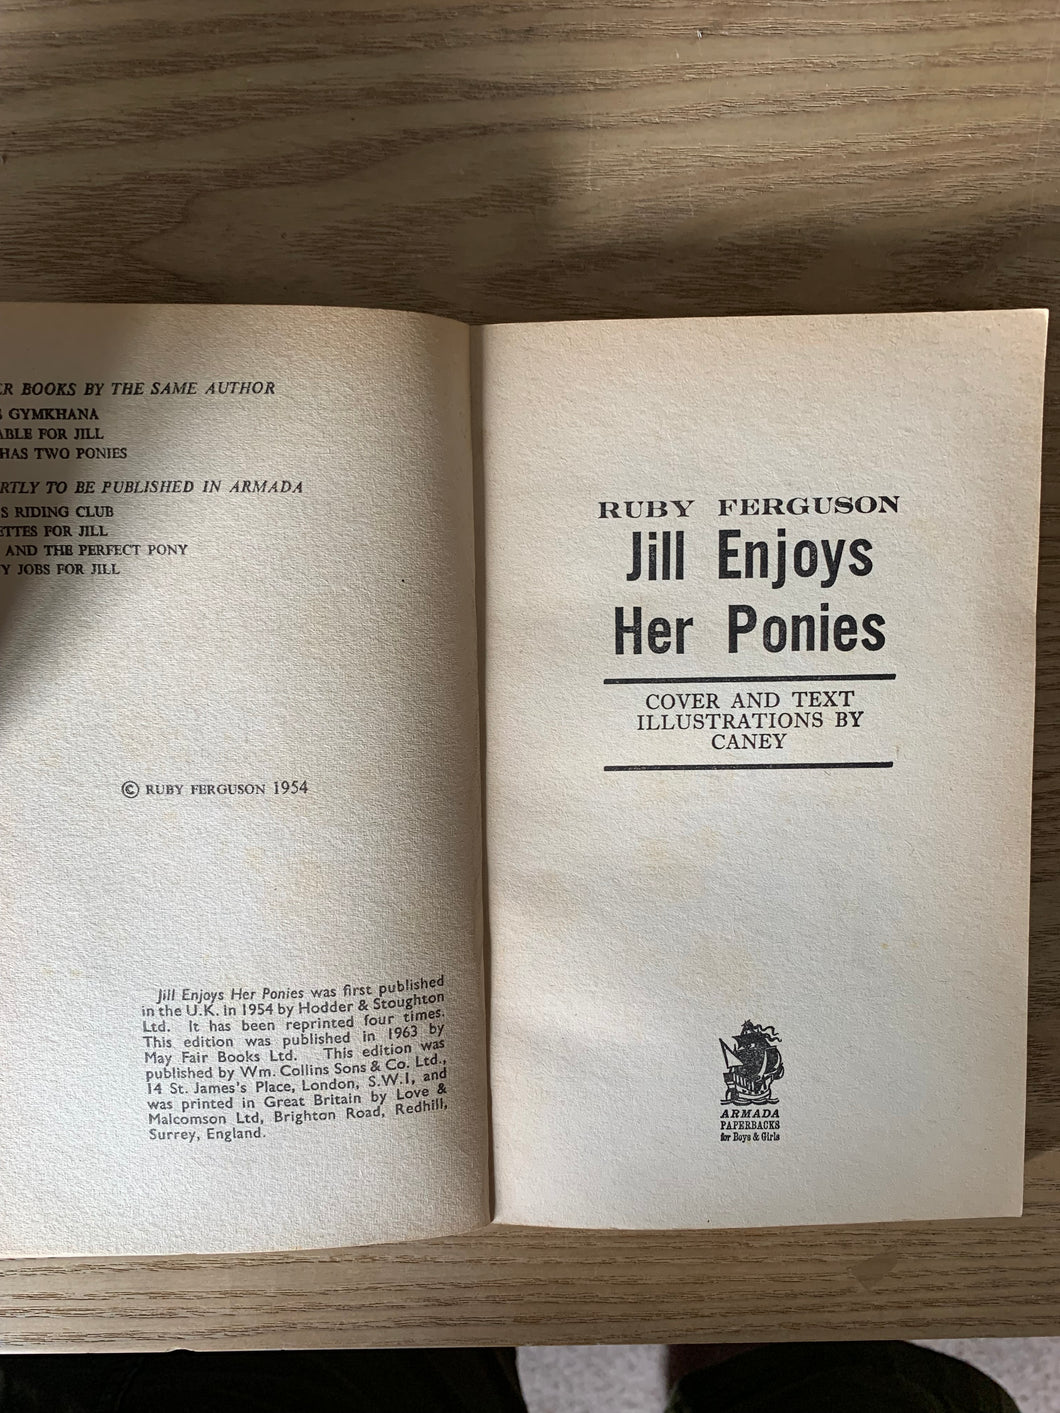 BOOKS BY THE SAME AUTHOR
GYMKHANA
FOR JILL
HAS TWO PONIES
TO BE PUBLISHED IN ARMADA
RIDING CLUB
FOR JILL
AND THE PERFECT PONY
JOBS FOR JILL
© RUBY FERGUSON 1954
Jill Enjoys Her Ponies was first published
in the U.K. In 1954 by Hodder & Stoughton
Ltd. It has been reprinted four times.
This edition was published in 1963 by
May Fair Books Ltd. This edition was
published by Wm. Collins Sons & Co. Ltd.,
14 St. James's Place, London, S.W.1, and
was printed in Great Britain by Love &
Malcomson Ltd, Brighton Road, Redhill,
Surrey, England.
RUBY FERGUSON
Jill Enjoys
Her Ponies
COVER AND TEXT
ILLUSTRATIONS BY
CANEY
ARMADA
PAPERBACKS
for Boys & Girls